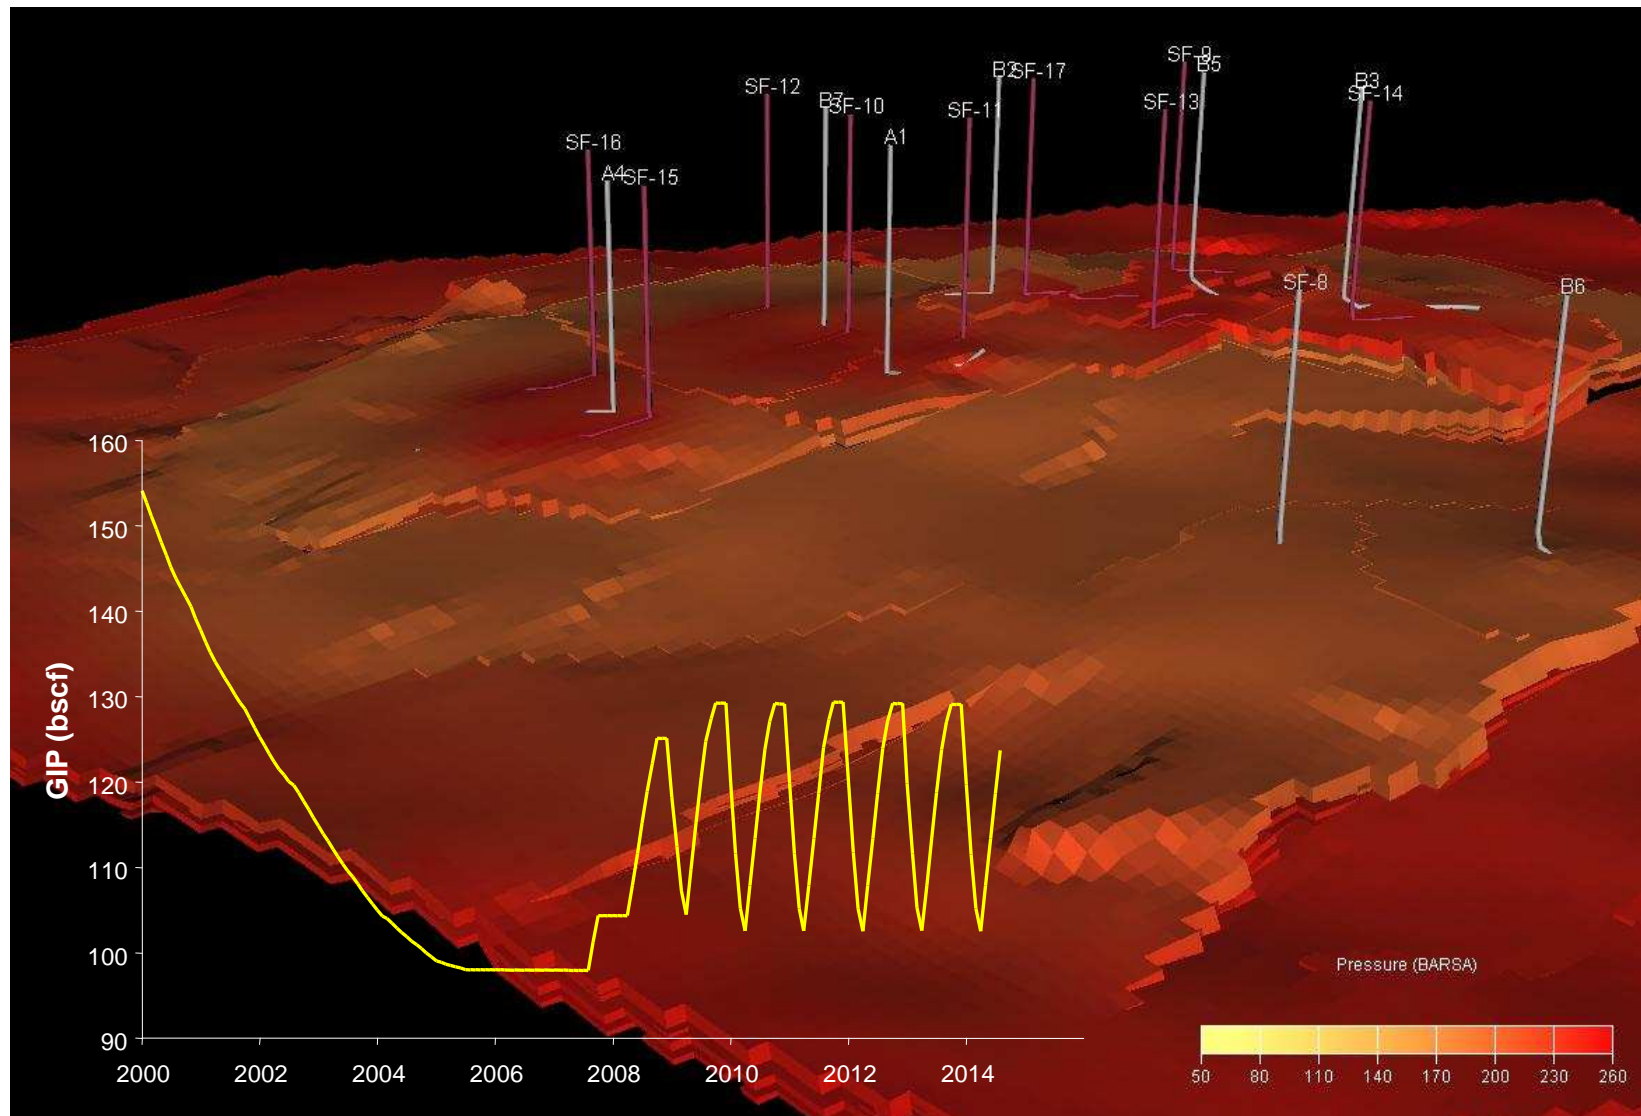 SF-9
B5
B2
SF-17
B3
SF-14
SF-12
B7
SF-10
SF-13
SF-11
A1
SF-16
A4
SF-15
SF-8
B6
160
150
140
130
120
110
100
90
GIP (bscf)
2000 2002 2004 2006 2008 2010 2012 2014
Pressure (BARSA)
50 80 110 140 170 200 230 260